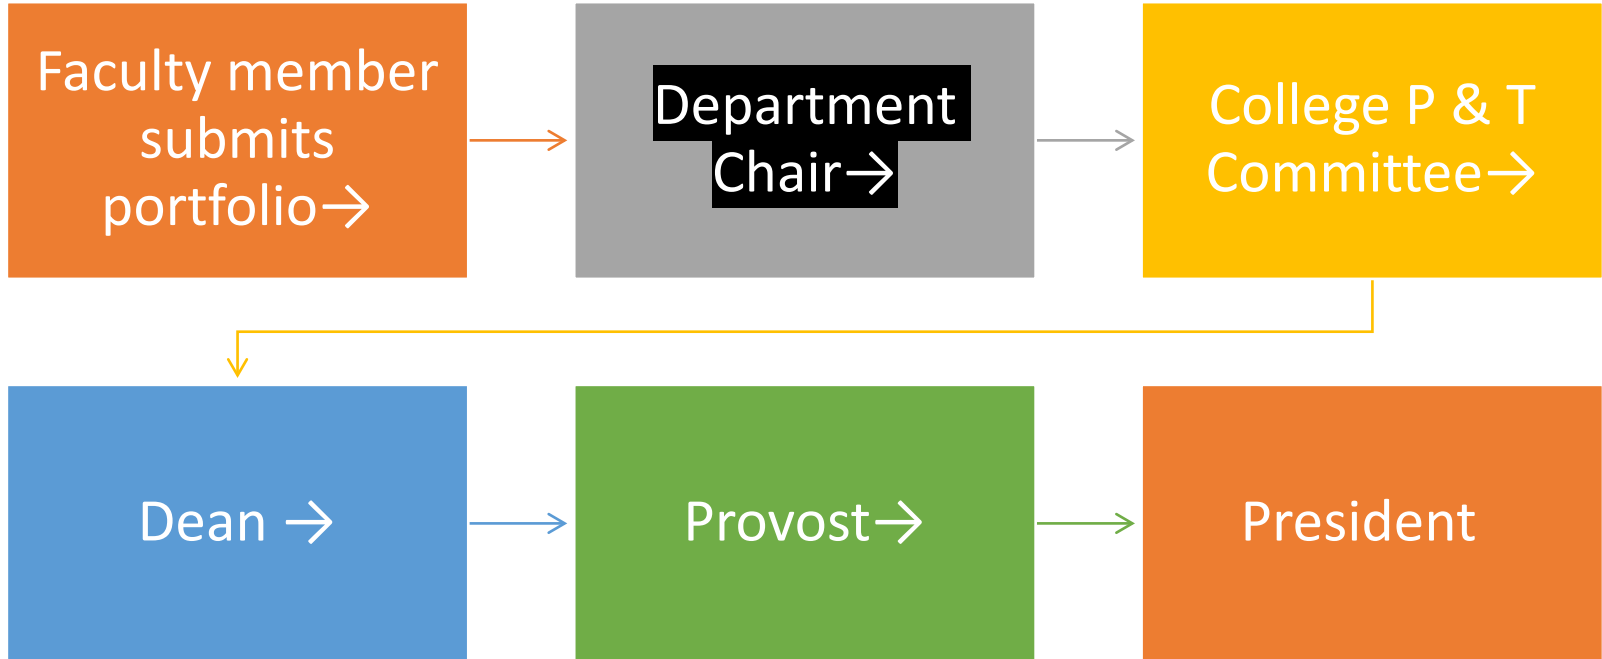 Faculty member
submits
portfolio→
Department
Chair→
College P & T
Committee→
Dean →
Provost→
President